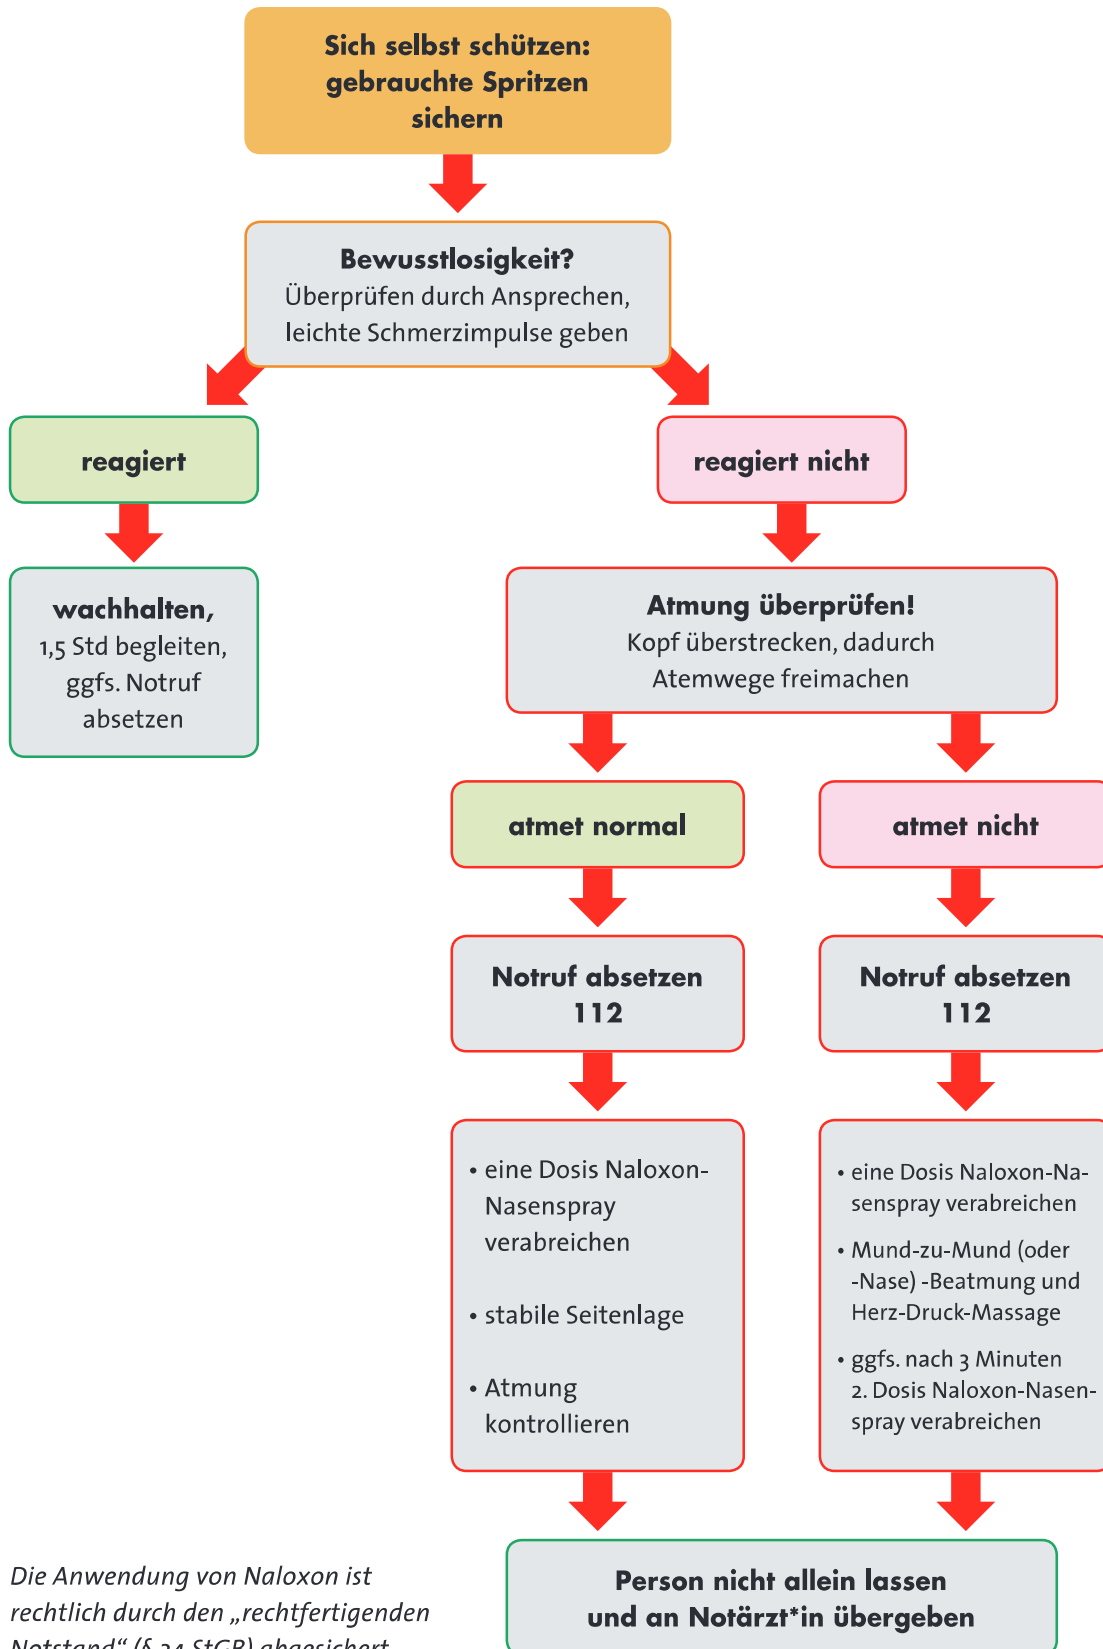 Sich selbst schützen:
gebrauchte Spritzen
sichern
Bewusstlosigkeit?
Überprüfen durch Ansprechen,
leichte Schmerzimpulse geben
reagiert
reagiert nicht
wachhalten,
1,5 Std begleiten,
ggfs. Notruf
absetzen
Atmung überprüfen!
Kopf überstrecken, dadurch
Atemwege freimachen
atmet normal
atmet nicht
Notruf absetzen
112
Notruf absetzen
112
• eine Dosis Naloxon-
Nasenspray
verabreichen
• stabile Seitenlage
• Atmung
kontrollieren
• eine Dosis Naloxon-Na-
senspray verabreichen
• Mund-zu-Mund (oder
-Nase) -Beatmung und
Herz-Druck-Massage
• ggfs. nach 3 Minuten
2. Dosis Naloxon-Nasen-
spray verabreichen
Person nicht allein lassen
und an Notärzt*in übergeben
Die Anwendung von Naloxon ist
rechtlich durch den „rechtfertigenden
Notstand“ (§ 34 StGB) abgesichert